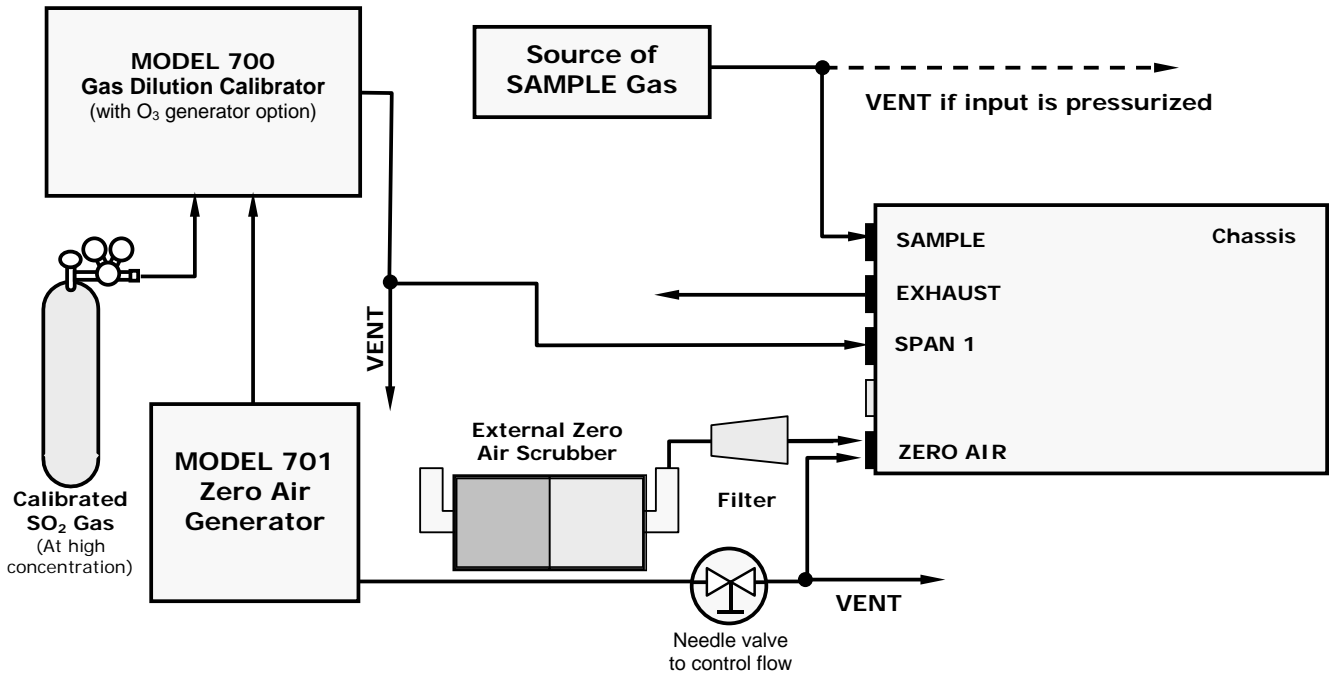 MODEL 700
Gas Dilution Calibrator
(with O₃ generator option)
Source of
SAMPLE Gas
VENT if input is pressurized
SAMPLE
Chassis
EXHAUST
SPAN 1
ZERO AIR
VENT
External Zero
Air Scrubber
Filter
MODEL 701
Zero Air
Generator
Calibrated
SO₂ Gas
(At high
concentration)
VENT
Needle valve
to control flow